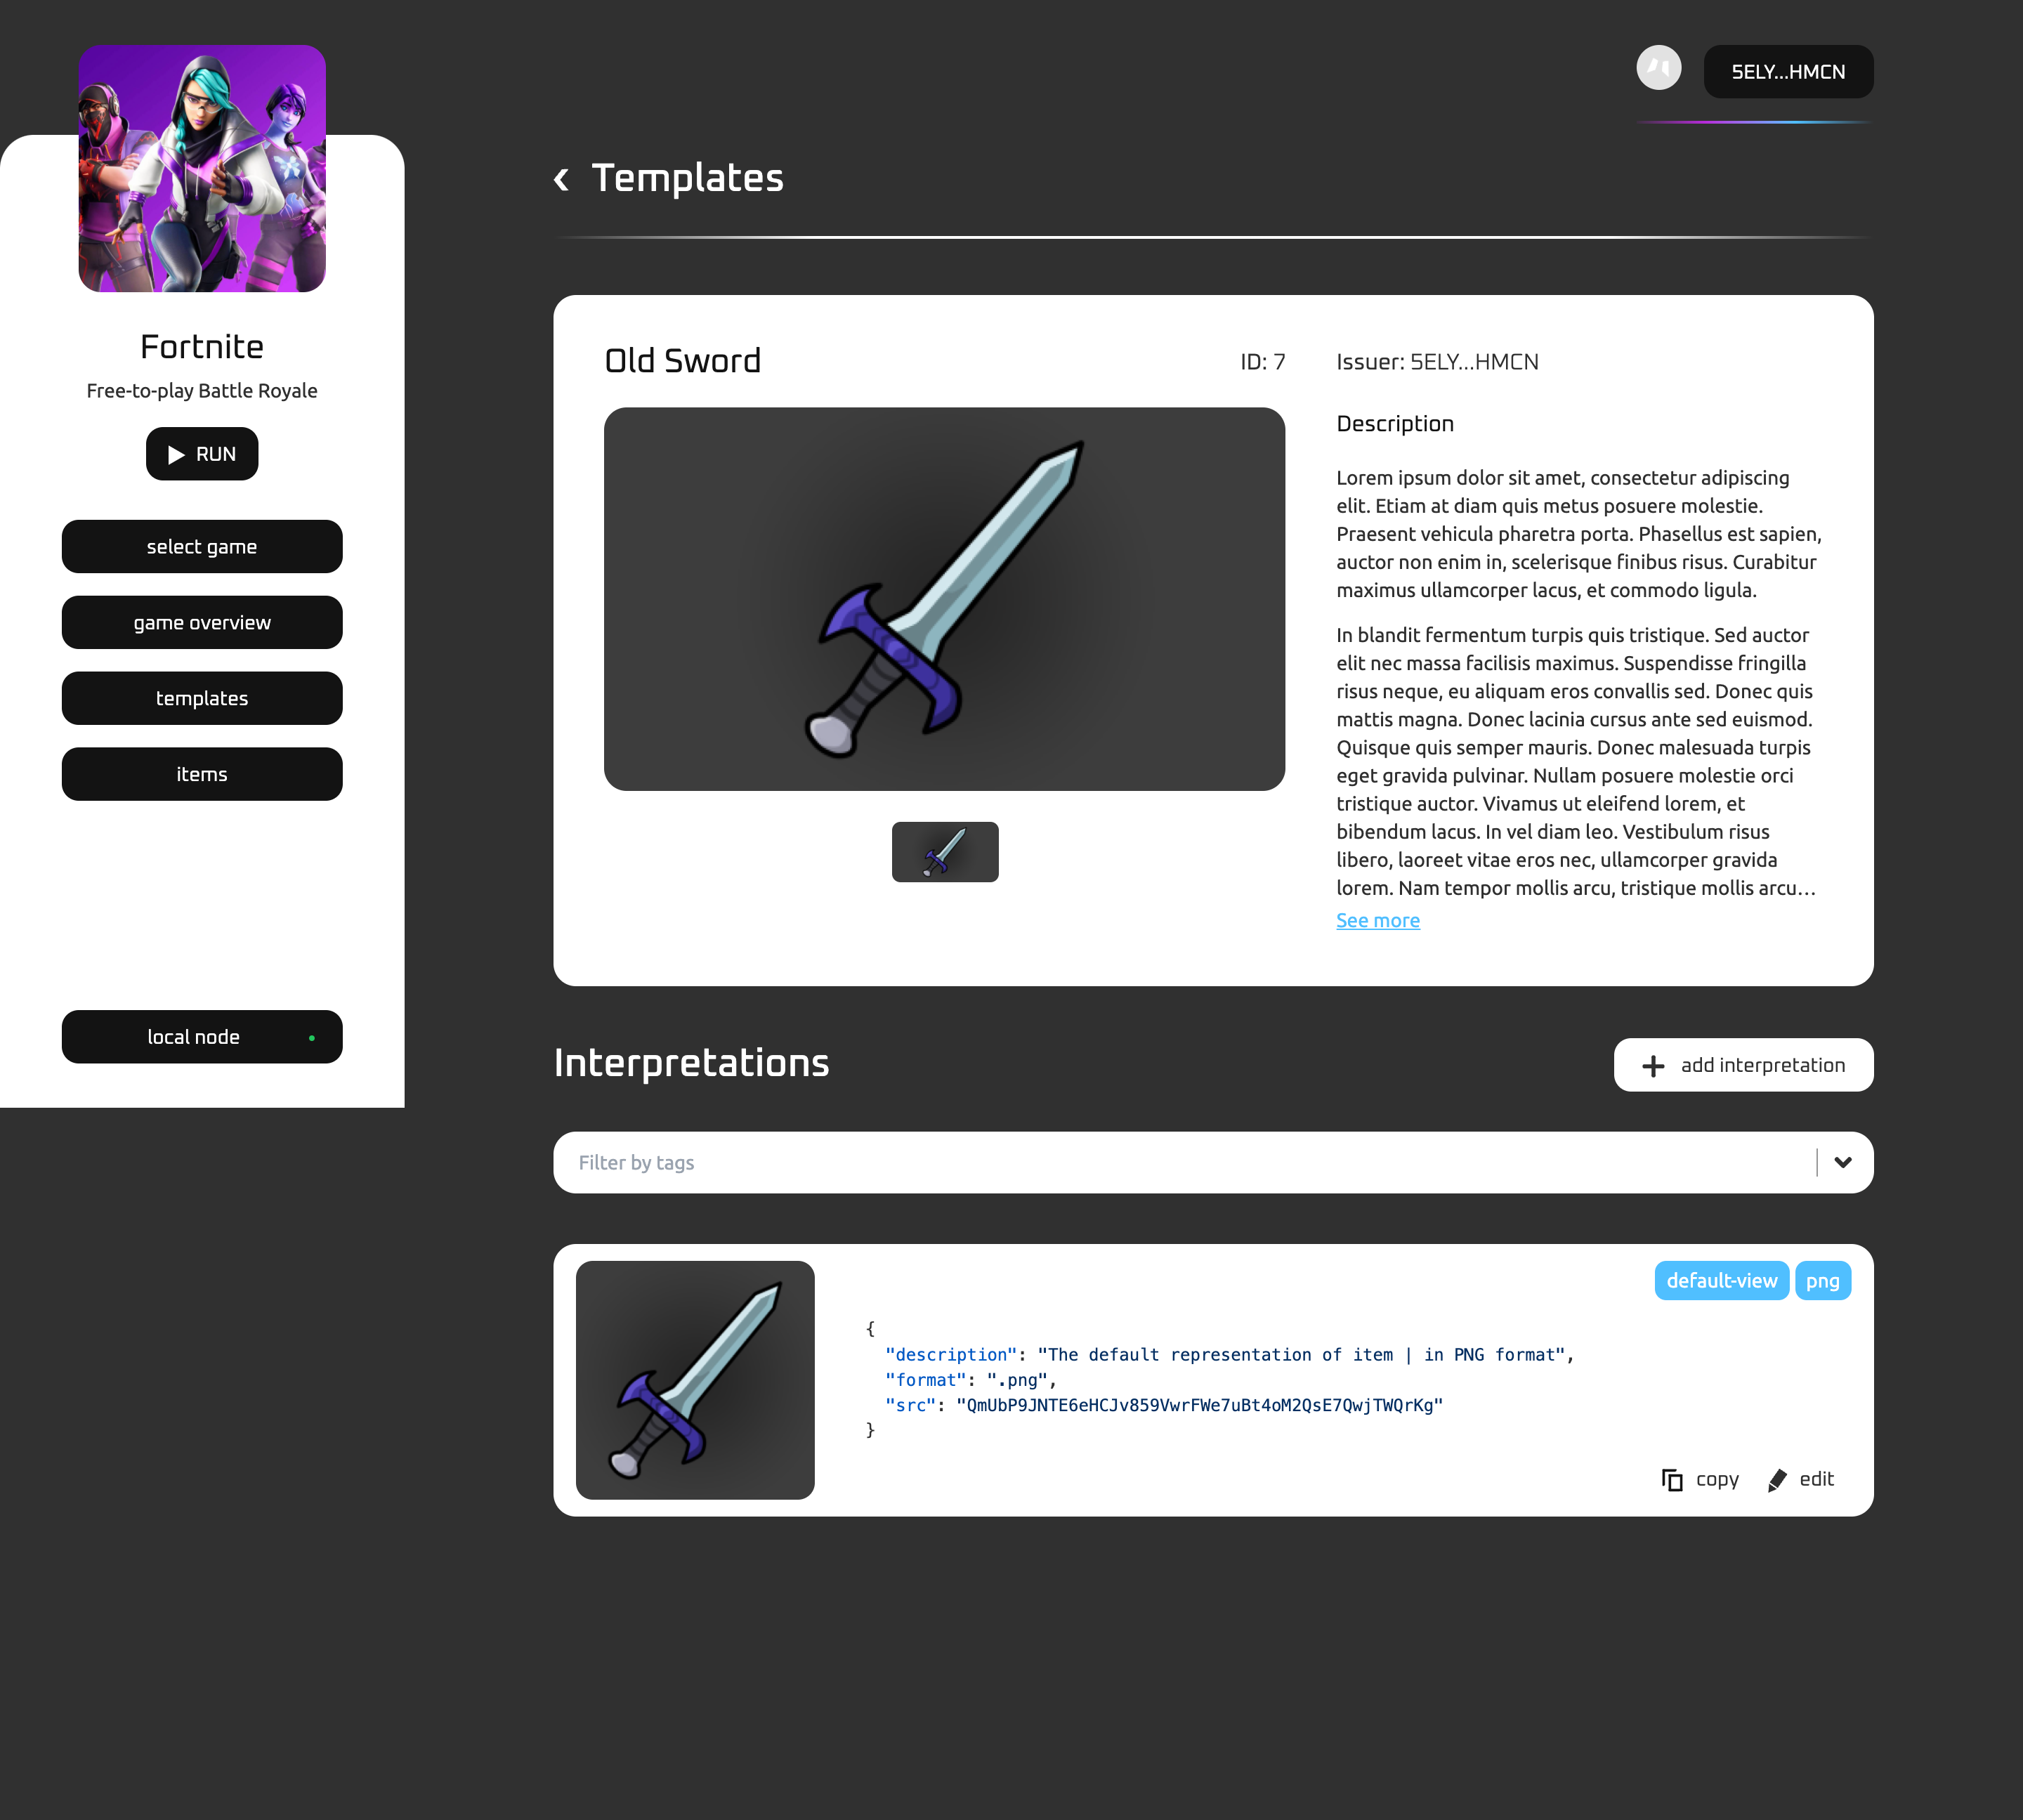 5ELY...HMCN
Templates
Fortnite
Free-to-play Battle Royale
RUN
select game
game overview
templates
items
local node
Old Sword
ID: 7
Issuer: 5ELY...HMCN
Description
Lorem ipsum dolor sit amet, consectetur adipiscing
elit. Etiam at diam quis metus posuere molestie.
Praesent vehicula pharetra porta. Phasellus est sapien,
auctor non enim in, scelerisque finibus risus. Curabitur
maximus ullamcorper lacus, et commodo ligula.
In blandit fermentum turpis quis tristique. Sed auctor
elit nec massa facilisis maximus. Suspendisse fringilla
risus neque, eu aliquam eros convallis sed. Donec quis
mattis magna. Donec lacinia cursus ante sed euismod.
Quisque quis semper mauris. Donec malesuada turpis
eget gravida pulvinar. Nullam posuere molestie orci
tristique auctor. Vivamus ut eleifend lorem, et
bibendum lacus. In vel diam leo. Vestibulum risus
libero, laoreet vitae eros nec, ullamcorper gravida
lorem. Nam tempor mollis arcu, tristique mollis arcu…
See more
Interpretations
add interpretation
Filter by tags
default-view png
{
"description": "The default representation of item | in PNG format",
"format": ".png",
"src": "QmUbP9JNTE6eHCJv859VwrFWe7uBt4oM2QsE7QwjTWQrKg"
}
copy edit